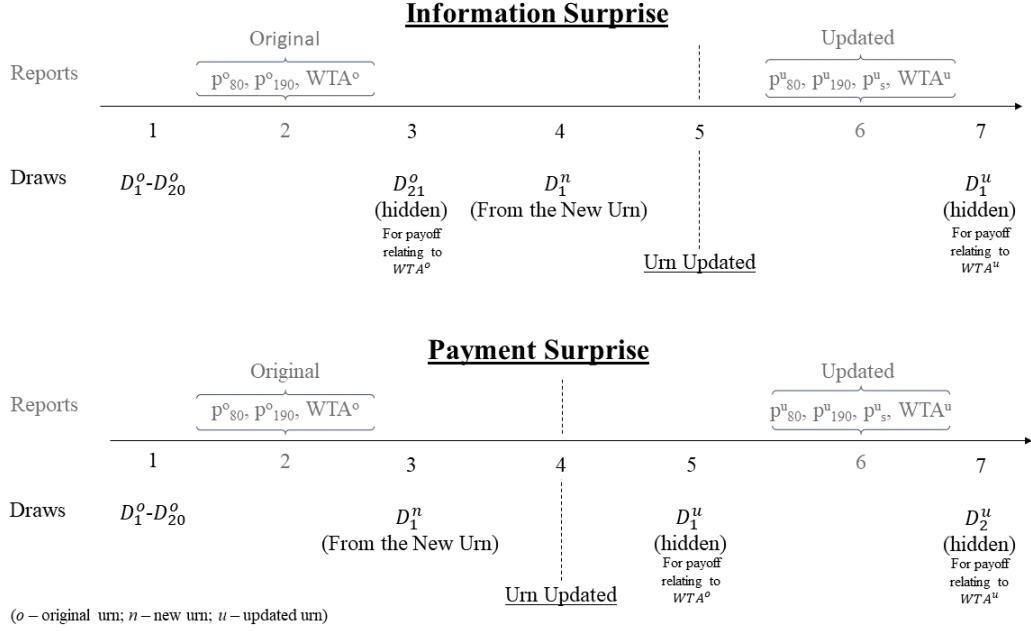 Information Surprise
Original Updated
Reports p°80, p°190, WTA° pᵘ80, pᵘ190, pᵘs, WTAᵘ
1 2 3 4 5 6 7
Draws D₁ᵒ-D₂₀ᵒ D₂₁ᵒ D₁ⁿ D₁ᵘ
(hidden) (From the New Urn) (hidden)
For payoff For payoff
relating to relating to
WTAᵒ WTAᵘ
Urn Updated
Payment Surprise
Original Updated
Reports p°80, p°190, WTA° pᵘ80, pᵘ190, pᵘs, WTAᵘ
1 2 3 4 5 6 7
Draws D₁ᵒ-D₂₀ᵒ D₁ⁿ D₁ᵘ D₂ᵘ
(From the New Urn) (hidden) (hidden)
For payoff For payoff
relating to relating to
Urn Updated WTAᵒ WTAᵘ
(o – original urn; n – new urn; u – updated urn)